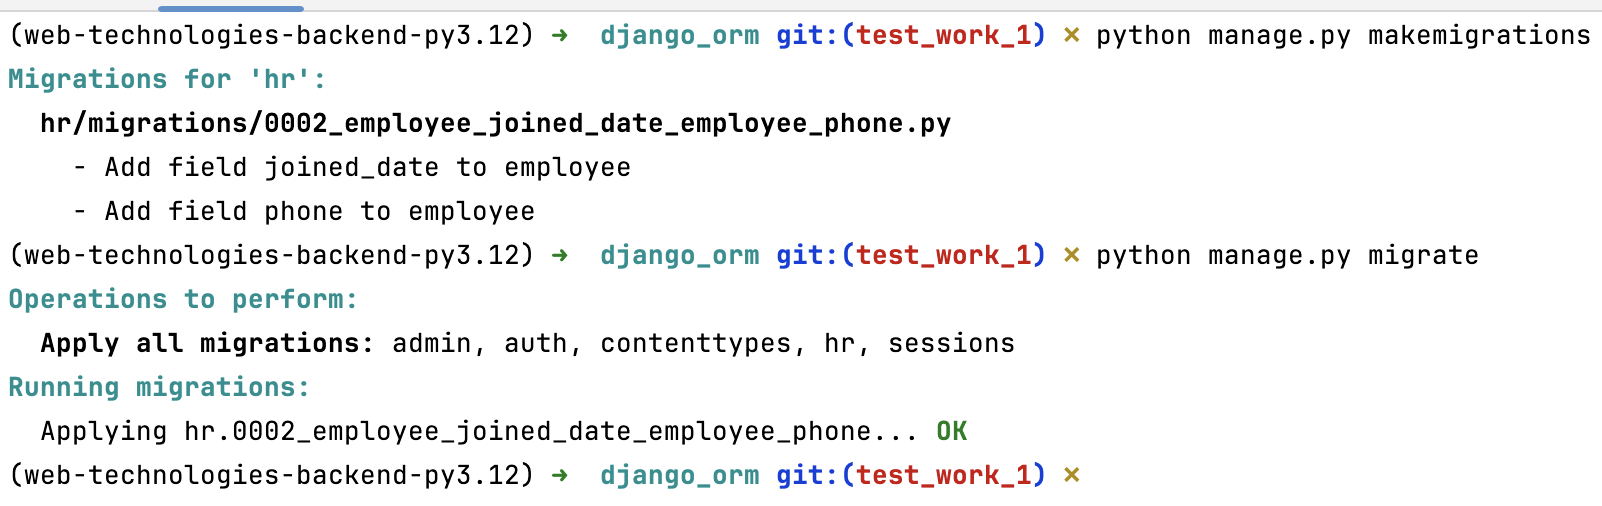 (web-technologies-backend-py3.12) ➜  django_orm git:(test_work_1) ✗ python manage.py makemigrations
Migrations for 'hr':
  hr/migrations/0002_employee_joined_date_employee_phone.py
    - Add field joined_date to employee
    - Add field phone to employee
(web-technologies-backend-py3.12) ➜  django_orm git:(test_work_1) ✗ python manage.py migrate
Operations to perform:
  Apply all migrations: admin, auth, contenttypes, hr, sessions
Running migrations:
  Applying hr.0002_employee_joined_date_employee_phone... OK
(web-technologies-backend-py3.12) ➜  django_orm git:(test_work_1) ✗